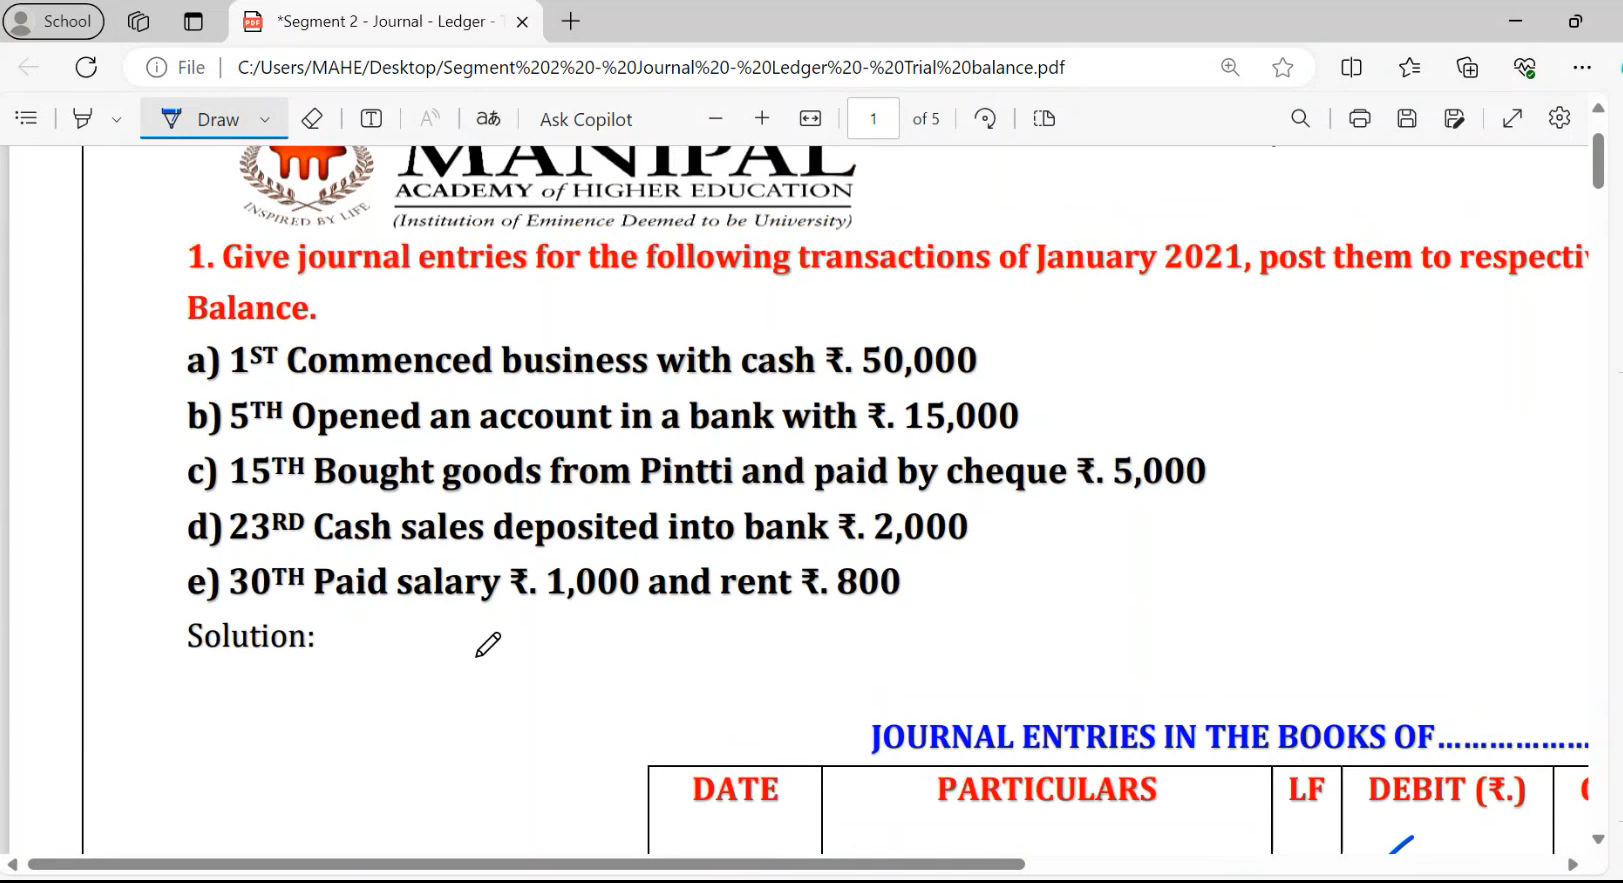 School
*Segment 2 - Journal - Ledger -
File
C:/Users/MAHE/Desktop/Segment%202%20-%20Journal%20-%20Ledger%20-%20Trial%20balance.pdf
Draw
Ask Copilot
1 of 5
MANIPAL
ACADEMY of HIGHER EDUCATION
(Institution of Eminence Deemed to be University)
INSPIRED BY LIFE
1. Give journal entries for the following transactions of January 2021, post them to
Balance.
a) 1ST Commenced business with cash ₹. 50,000
b) 5TH Opened an account in a bank with ₹. 15,000
c) 15TH Bought goods from Pintti and paid by cheque ₹. 5,000
d) 23RD Cash sales deposited into bank ₹. 2,000
e) 30TH Paid salary ₹. 1,000 and rent ₹. 800
Solution:
JOURNAL ENTRIES IN THE BOOKS OF..................
DATE PARTICULARS LF DEBIT (₹.)